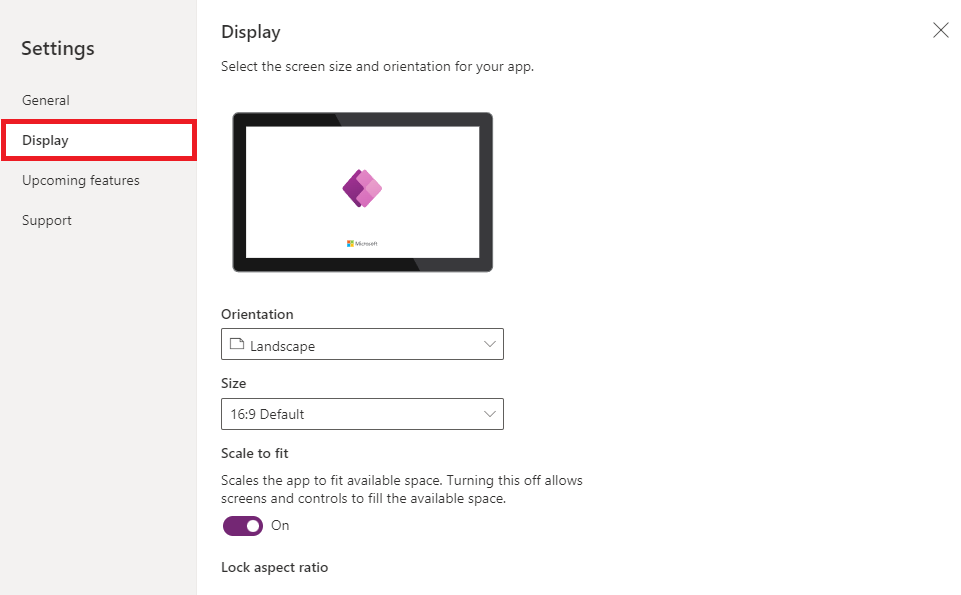 Settings
General
Display
Upcoming features
Support
Display
Select the screen size and orientation for your app.
Microsoft
Orientation
Landscape
Size
16:9 Default
Scale to fit
Scales the app to fit available space. Turning this off allows
screens and controls to fill the available space.
On
Lock aspect ratio